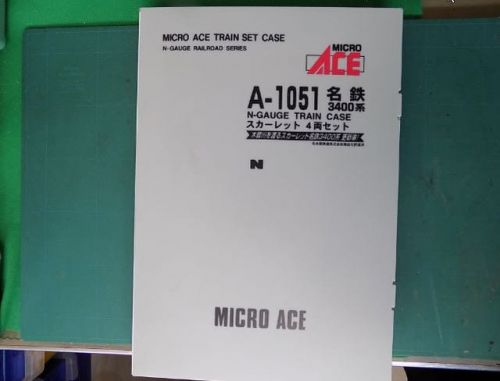 MICRO ACE TRAIN SET CASE
N-GAUGE RAILROAD SERIES
MICRO
ACE
A-1051 名鉄
3400系
N-GAUGE TRAIN CASE
スカーレット 4両セット
N
MICRO ACE